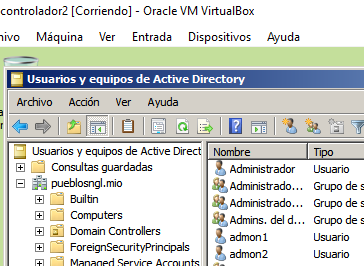 controlador2 [Corriendo] - Oracle VM VirtualBox
Máquina Ver Entrada Dispositivos Ayuda
Usuarios y equipos de Active Directory
Archivo Acción Ver Ayuda
Usuarios y equipos de Active Direct
Consultas guardadas
pueblosngl.mio
Builtin
Computers
Domain Controllers
ForeignSecurityPrincipals
Managed Service Accounts
Nombre Tipo
Administrador Usuario
Administrado... Grupo de s
Administrado... Grupo de s
Admins. del d... Grupo de s
admon1 Usuario
admon2 Usuario